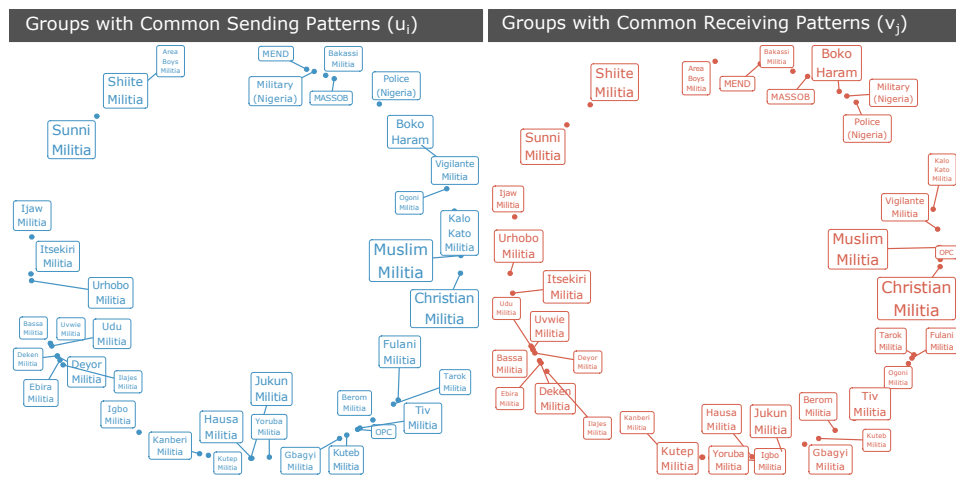 Groups with Common Sending Patterns (ui)
Area
Boys
Militia
Shiite
Militia
Sunni
Militia
MEND
Bakassi
Militia
Military
(Nigeria)
MASSOB
Police
(Nigeria)
Boko
Haram
Vigilante
Militia
Ogoni
Militia
Kalo
Kato
Militia
Muslim
Militia
Christian
Militia
Ijaw
Militia
Itsekiri
Militia
Urhobo
Militia
Bassa
Militia
Uvwie
Militia
Udu
Militia
Deken
Militia
Deyor
Militia
Ebira
Militia
Ilajes
Militia
Igbo
Militia
Kanberi
Militia
Kutep
Militia
Hausa
Militia
Jukun
Militia
Yoruba
Militia
Gbagyi
Militia
Kuteb
Militia
Berom
Militia
OPC
Tiv
Militia
Fulani
Militia
Tarok
Militia
Groups with Common Receiving Patterns (vj)
Shiite
Militia
Sunni
Militia
Area
Boys
Militia
MEND
Bakassi
Militia
MASSOB
Boko
Haram
Military
(Nigeria)
Police
(Nigeria)
Kalo
Kato
Militia
Vigilante
Militia
Muslim
Militia
OPC
Christian
Militia
Ijaw
Militia
Urhobo
Militia
Itsekiri
Militia
Udu
Militia
Uvwie
Militia
Bassa
Militia
Deyor
Militia
Ebira
Militia
Deken
Militia
Ilajes
Militia
Kanberi
Militia
Kutep
Militia
Hausa
Militia
Yoruba
Militia
Jukun
Militia
Igbo
Militia
Berom
Militia
Gbagyi
Militia
Kuteb
Militia
Tiv
Militia
Ogoni
Militia
Tarok
Militia
Fulani
Militia